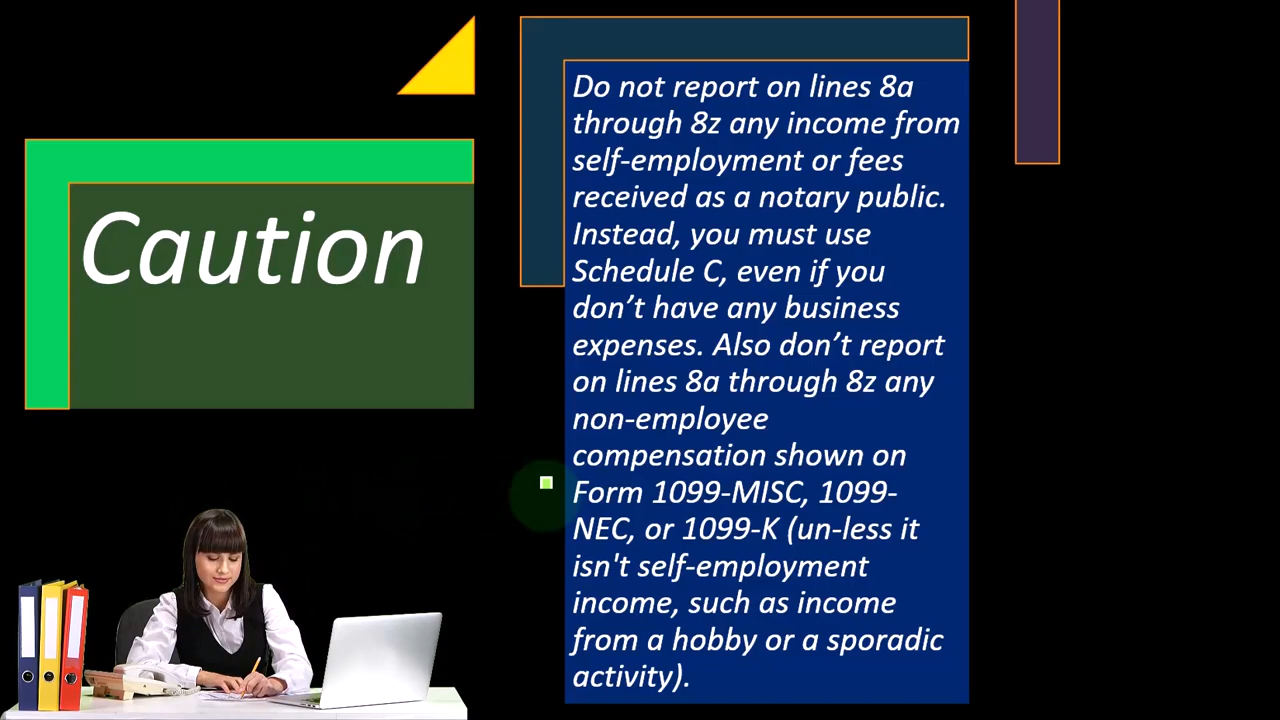 Caution
Do not report on lines 8a
through 8z any income from
self-employment or fees
received as a notary public.
Instead, you must use
Schedule C, even if you
don’t have any business
expenses. Also don’t report
on lines 8a through 8z any
non-employee
compensation shown on
Form 1099-MISC, 1099-
NEC, or 1099-K (un-less it
isn't self-employment
income, such as income
from a hobby or a sporadic
activity).